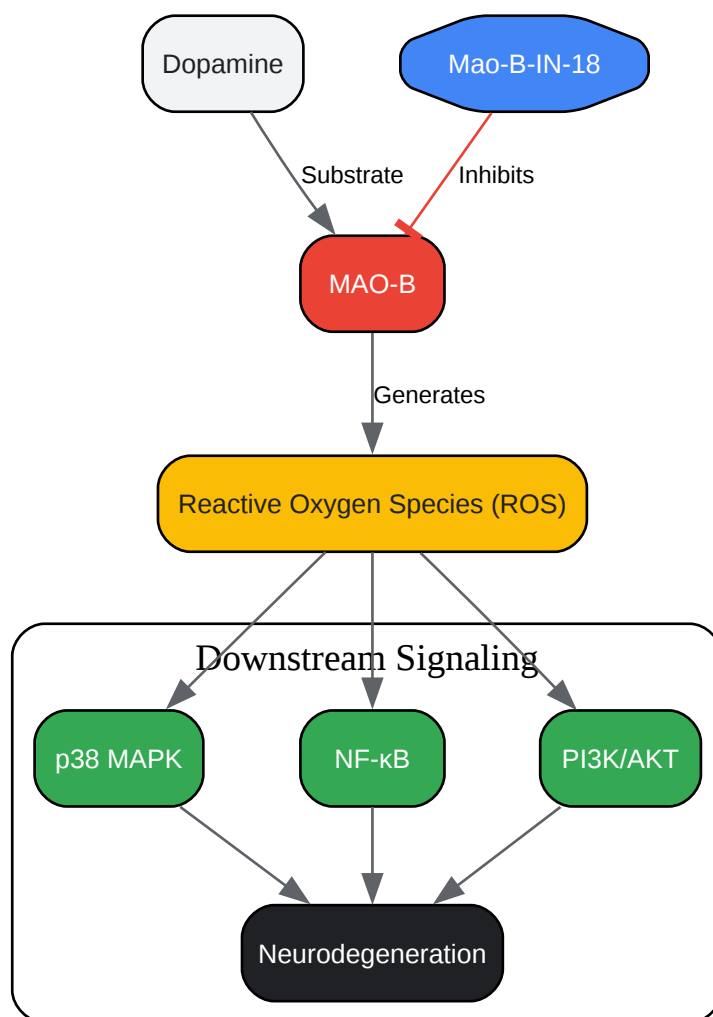 Dopamine
Mao-B-IN-18
Substrate
Inhibits
MAO-B
Generates
Reactive Oxygen Species (ROS)
Downstream Signaling
p38 MAPK
NF-κB
PI3K/AKT
Neurodegeneration